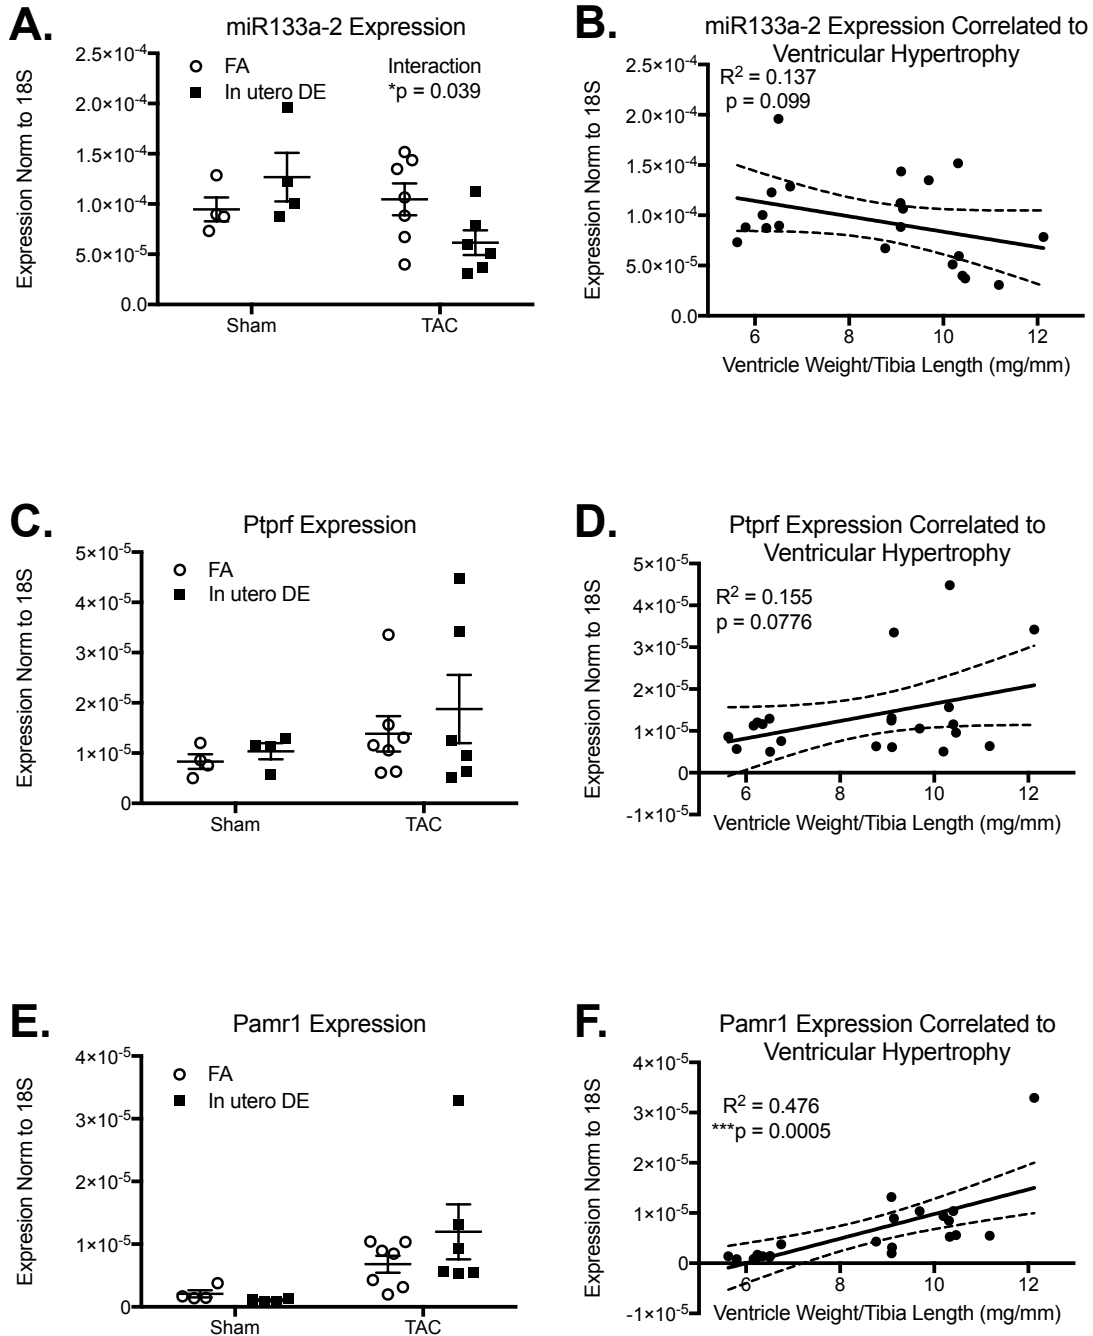 A.
miR133a-2 Expression
Expression Norm to 18S
2.5×10⁻⁴
2.0×10⁻⁴
1.5×10⁻⁴
1.0×10⁻⁴
5.0×10⁻⁵
0.0
FA
In utero DE
Interaction
*p = 0.039
Sham
TAC
B.
miR133a-2 Expression Correlated to
Ventricular Hypertrophy
Expression Norm to 18S
2.5×10⁻⁴
2.0×10⁻⁴
1.5×10⁻⁴
1.0×10⁻⁴
5.0×10⁻⁵
0.0
R² = 0.137
p = 0.099
6 8 10 12
Ventricle Weight/Tibia Length (mg/mm)
C.
Ptprf Expression
Expression Norm to 18S
5×10⁻⁵
4×10⁻⁵
3×10⁻⁵
2×10⁻⁵
1×10⁻⁵
0
FA
In utero DE
Sham
TAC
D.
Ptprf Expression Correlated to
Ventricular Hypertrophy
Expression Norm to 18S
5×10⁻⁵
4×10⁻⁵
3×10⁻⁵
2×10⁻⁵
1×10⁻⁵
0
-1×10⁻⁵
R² = 0.155
p = 0.0776
6 8 10 12
Ventricle Weight/Tibia Length (mg/mm)
E.
Pamr1 Expression
Expression Norm to 18S
4×10⁻⁵
3×10⁻⁵
2×10⁻⁵
1×10⁻⁵
0
FA
In utero DE
Sham
TAC
F.
Pamr1 Expression Correlated to
Ventricular Hypertrophy
Expression Norm to 18S
4×10⁻⁵
3×10⁻⁵
2×10⁻⁵
1×10⁻⁵
0
-1×10⁻⁵
R² = 0.476
***p = 0.0005
6 8 10 12
Ventricle Weight/Tibia Length (mg/mm)